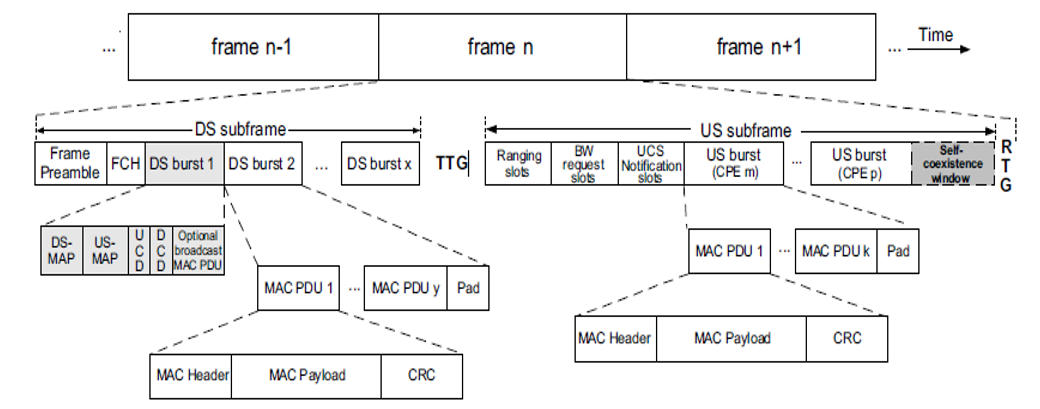 ... frame n-1 frame n frame n+1 ... Time
DS subframe US subframe
Frame
Preamble
FCH
DS burst 1
DS burst 2
...
DS burst x
TTG
Ranging
slots
BW
request
slots
UCS
Notification
slots
US burst
(CPE m)
...
US burst
(CPE p)
Self-
coexistence
window
R
T
G
DS-
MAP
US-
MAP
U
C
D
D
C
D
Optional
broadcast
MAC PDU
MAC PDU 1 ... MAC PDU k Pad
MAC PDU 1 ... MAC PDU y Pad
MAC Header MAC Payload CRC
MAC Header MAC Payload CRC